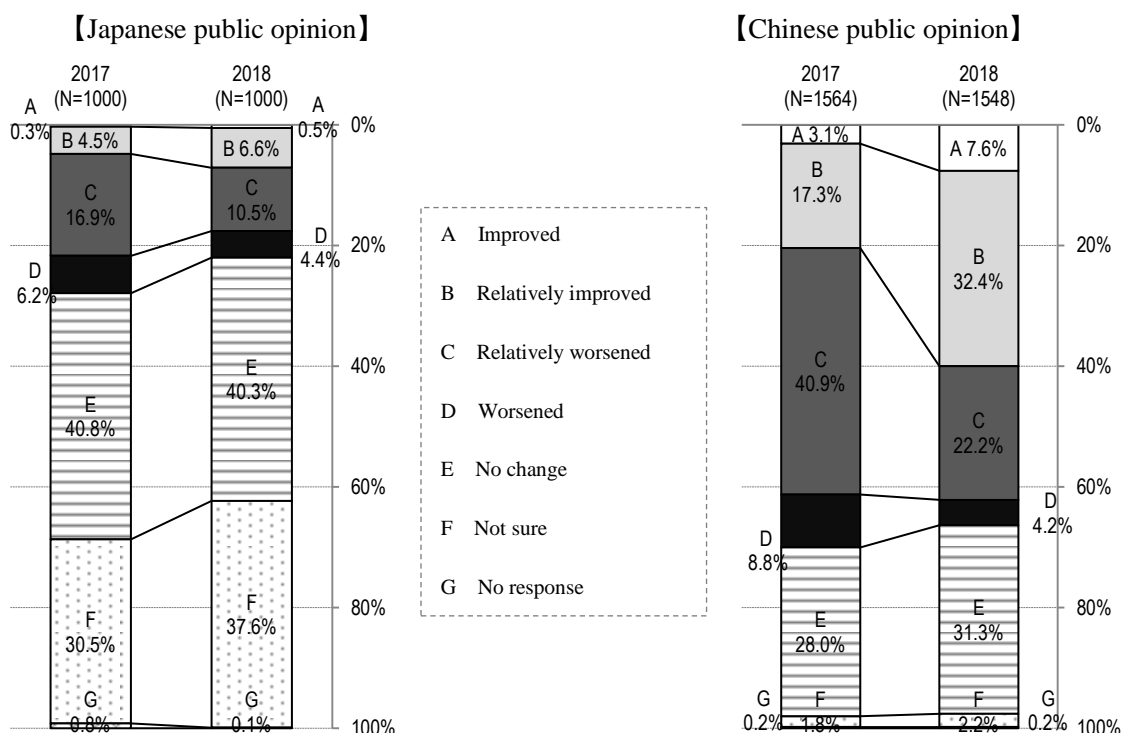 【Japanese public opinion】
2017
(N=1000)
2018
(N=1000)
A
0.3%
A
0.5%
B 4.5%
B 6.6%
C
16.9%
C
10.5%
D
6.2%
D
4.4%
E
40.8%
E
40.3%
F
30.5%
F
37.6%
G
0.8%
G
0.1%
0%
20%
40%
60%
80%
100%
A Improved
B Relatively improved
C Relatively worsened
D Worsened
E No change
F Not sure
G No response
【Chinese public opinion】
2017
(N=1564)
2018
(N=1548)
A 3.1%
A 7.6%
B
17.3%
B
32.4%
C
40.9%
C
22.2%
D
8.8%
D
4.2%
E
28.0%
E
31.3%
G
0.2%
F
1.8%
F
2.2%
G
0.2%
0%
20%
40%
60%
80%
100%